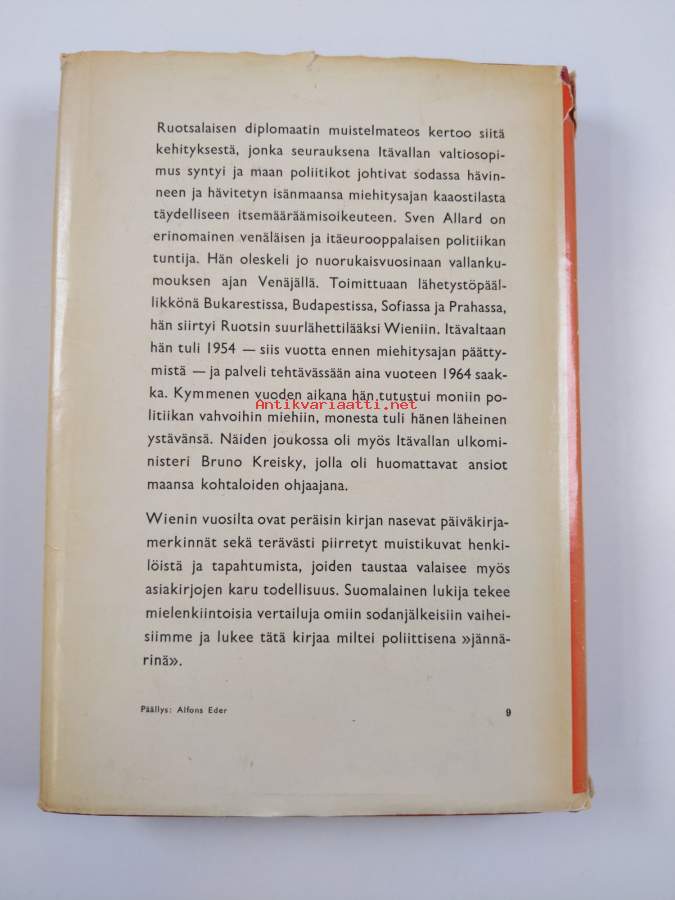 Ruotsalaisen diplomaatin muistelmateos kertoo siitä
kehityksestä, jonka seurauksena Itävallan valtiosopi-
mus syntyi ja maan poliitikot johtivat sodassa hävin-
neen ja hävitetyn isänmaansa miehitysajan kaaostilasta
täydelliseen itsemääräämisoikeuteen. Sven Allard on
erinomainen venäläisen ja itäeurooppalaisen politiikan
tuntija. Hän oleskeli jo nuorukaisvuosinaan vallanku-
mouksen ajan Venäjällä. Toimittuaan lähetystöpääl-
likkönä Bukarestissa, Budapestissa, Sofiassa ja Prahassa,
hän siirtyi Ruotsin suurlähettilääksi Wieniin. Itävaltaan
hän tuli 1954 — siis vuotta ennen miehitysajan päätty-
mistä — ja palveli tehtävässään aina vuoteen 1964 saak-
ka. Kymmenen vuoden aikana hän tutustui moniin po-
Antikvariaatti.net
litiikan vahvoihin miehiin, monesta tuli hänen läheinen
ystävänsä. Näiden joukossa oli myös Itävallan ulkomi-
nisteri Bruno Kreisky, jolla oli huomattavat ansiot
maansa kohtaloiden ohjaajana.
Wienin vuosilta ovat peräisin kirjan nasevat päiväkirja-
merkinnät sekä terävästi piirretyt muistikuvat henki-
löistä ja tapahtumista, joiden taustaa valaisee myös
asiakirjojen karu todellisuus. Suomalainen lukija tekee
mielenkiintoisia vertailuja omiin sodanjälkeisiin vaihei-
siimme ja lukee tätä kirjaa miltei poliittisena »jännä-
rinä».
Päällys: Alfons Eder
9